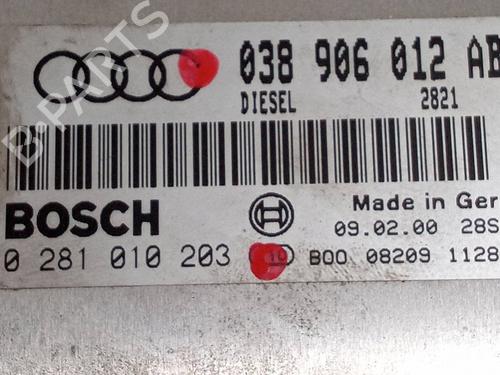 038 906 012 AB
DIESEL 2821
BOSCH
Made in Ger
09.02.00 28S
0 281 010 203 10 B00 08209 1128
B-PARTS